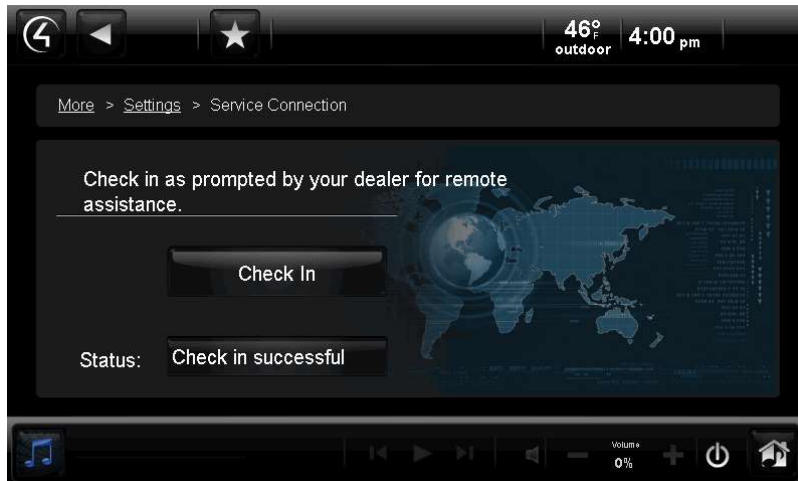 46°F
outdoor
4:00 pm
More > Settings > Service Connection
Check in as prompted by your dealer for remote
assistance.
Check In
Status: Check in successful
Volume
0%